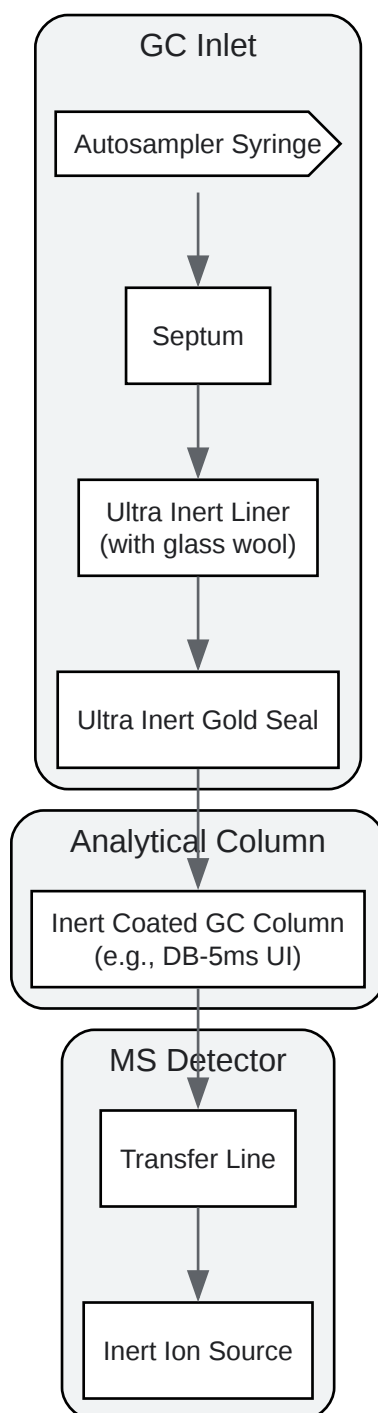 GC Inlet
Autosampler Syringe
Septum
Ultra Inert Liner
(with glass wool)
Ultra Inert Gold Seal
Analytical Column
Inert Coated GC Column
(e.g., DB-5ms UI)
MS Detector
Transfer Line
Inert Ion Source